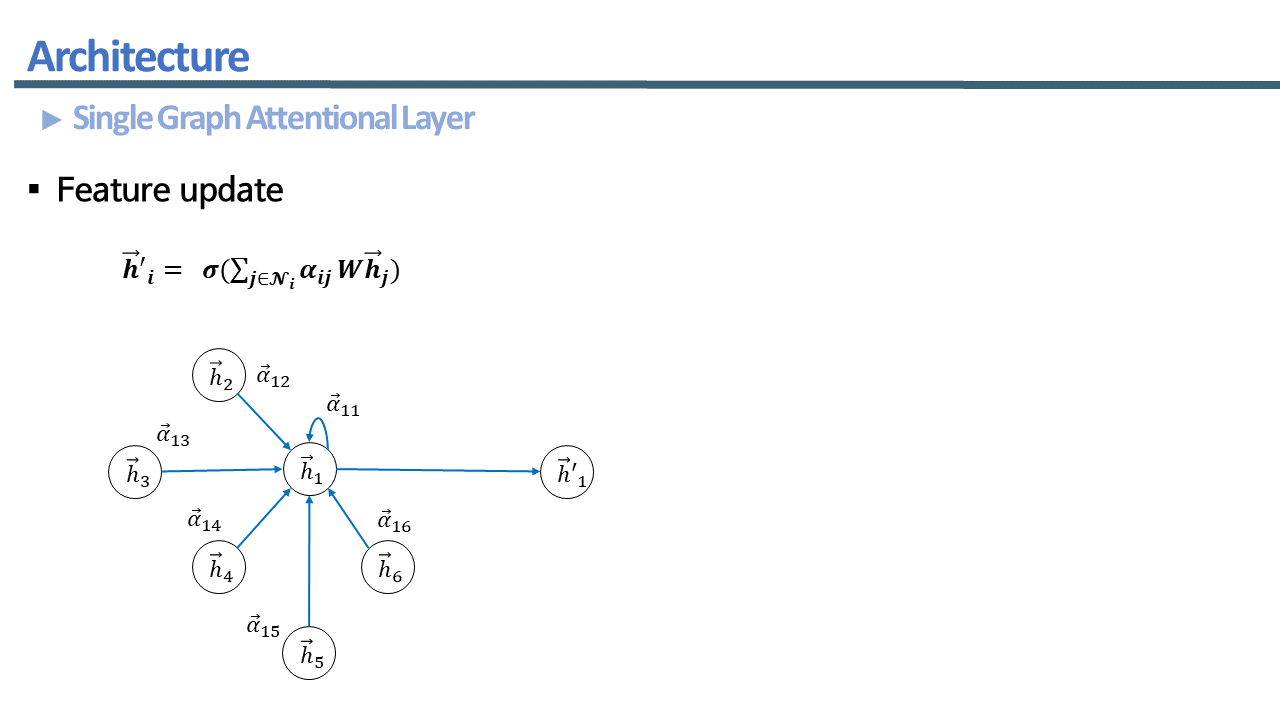 Architecture
► Single Graph Attentional Layer
▪ Feature update
$\vec{h}'_i = \sigma(\sum_{j \in \mathcal{N}_i} \alpha_{ij} W \vec{h}_j)$
$\vec{h}_2$ $\vec{\alpha}_{12}$
$\vec{\alpha}_{11}$
$\vec{\alpha}_{13}$
$\vec{h}_3$ $\vec{h}_1$ $\vec{h}'_1$
$\vec{\alpha}_{14}$ $\vec{\alpha}_{16}$
$\vec{h}_4$ $\vec{h}_6$
$\vec{\alpha}_{15}$
$\vec{h}_5$